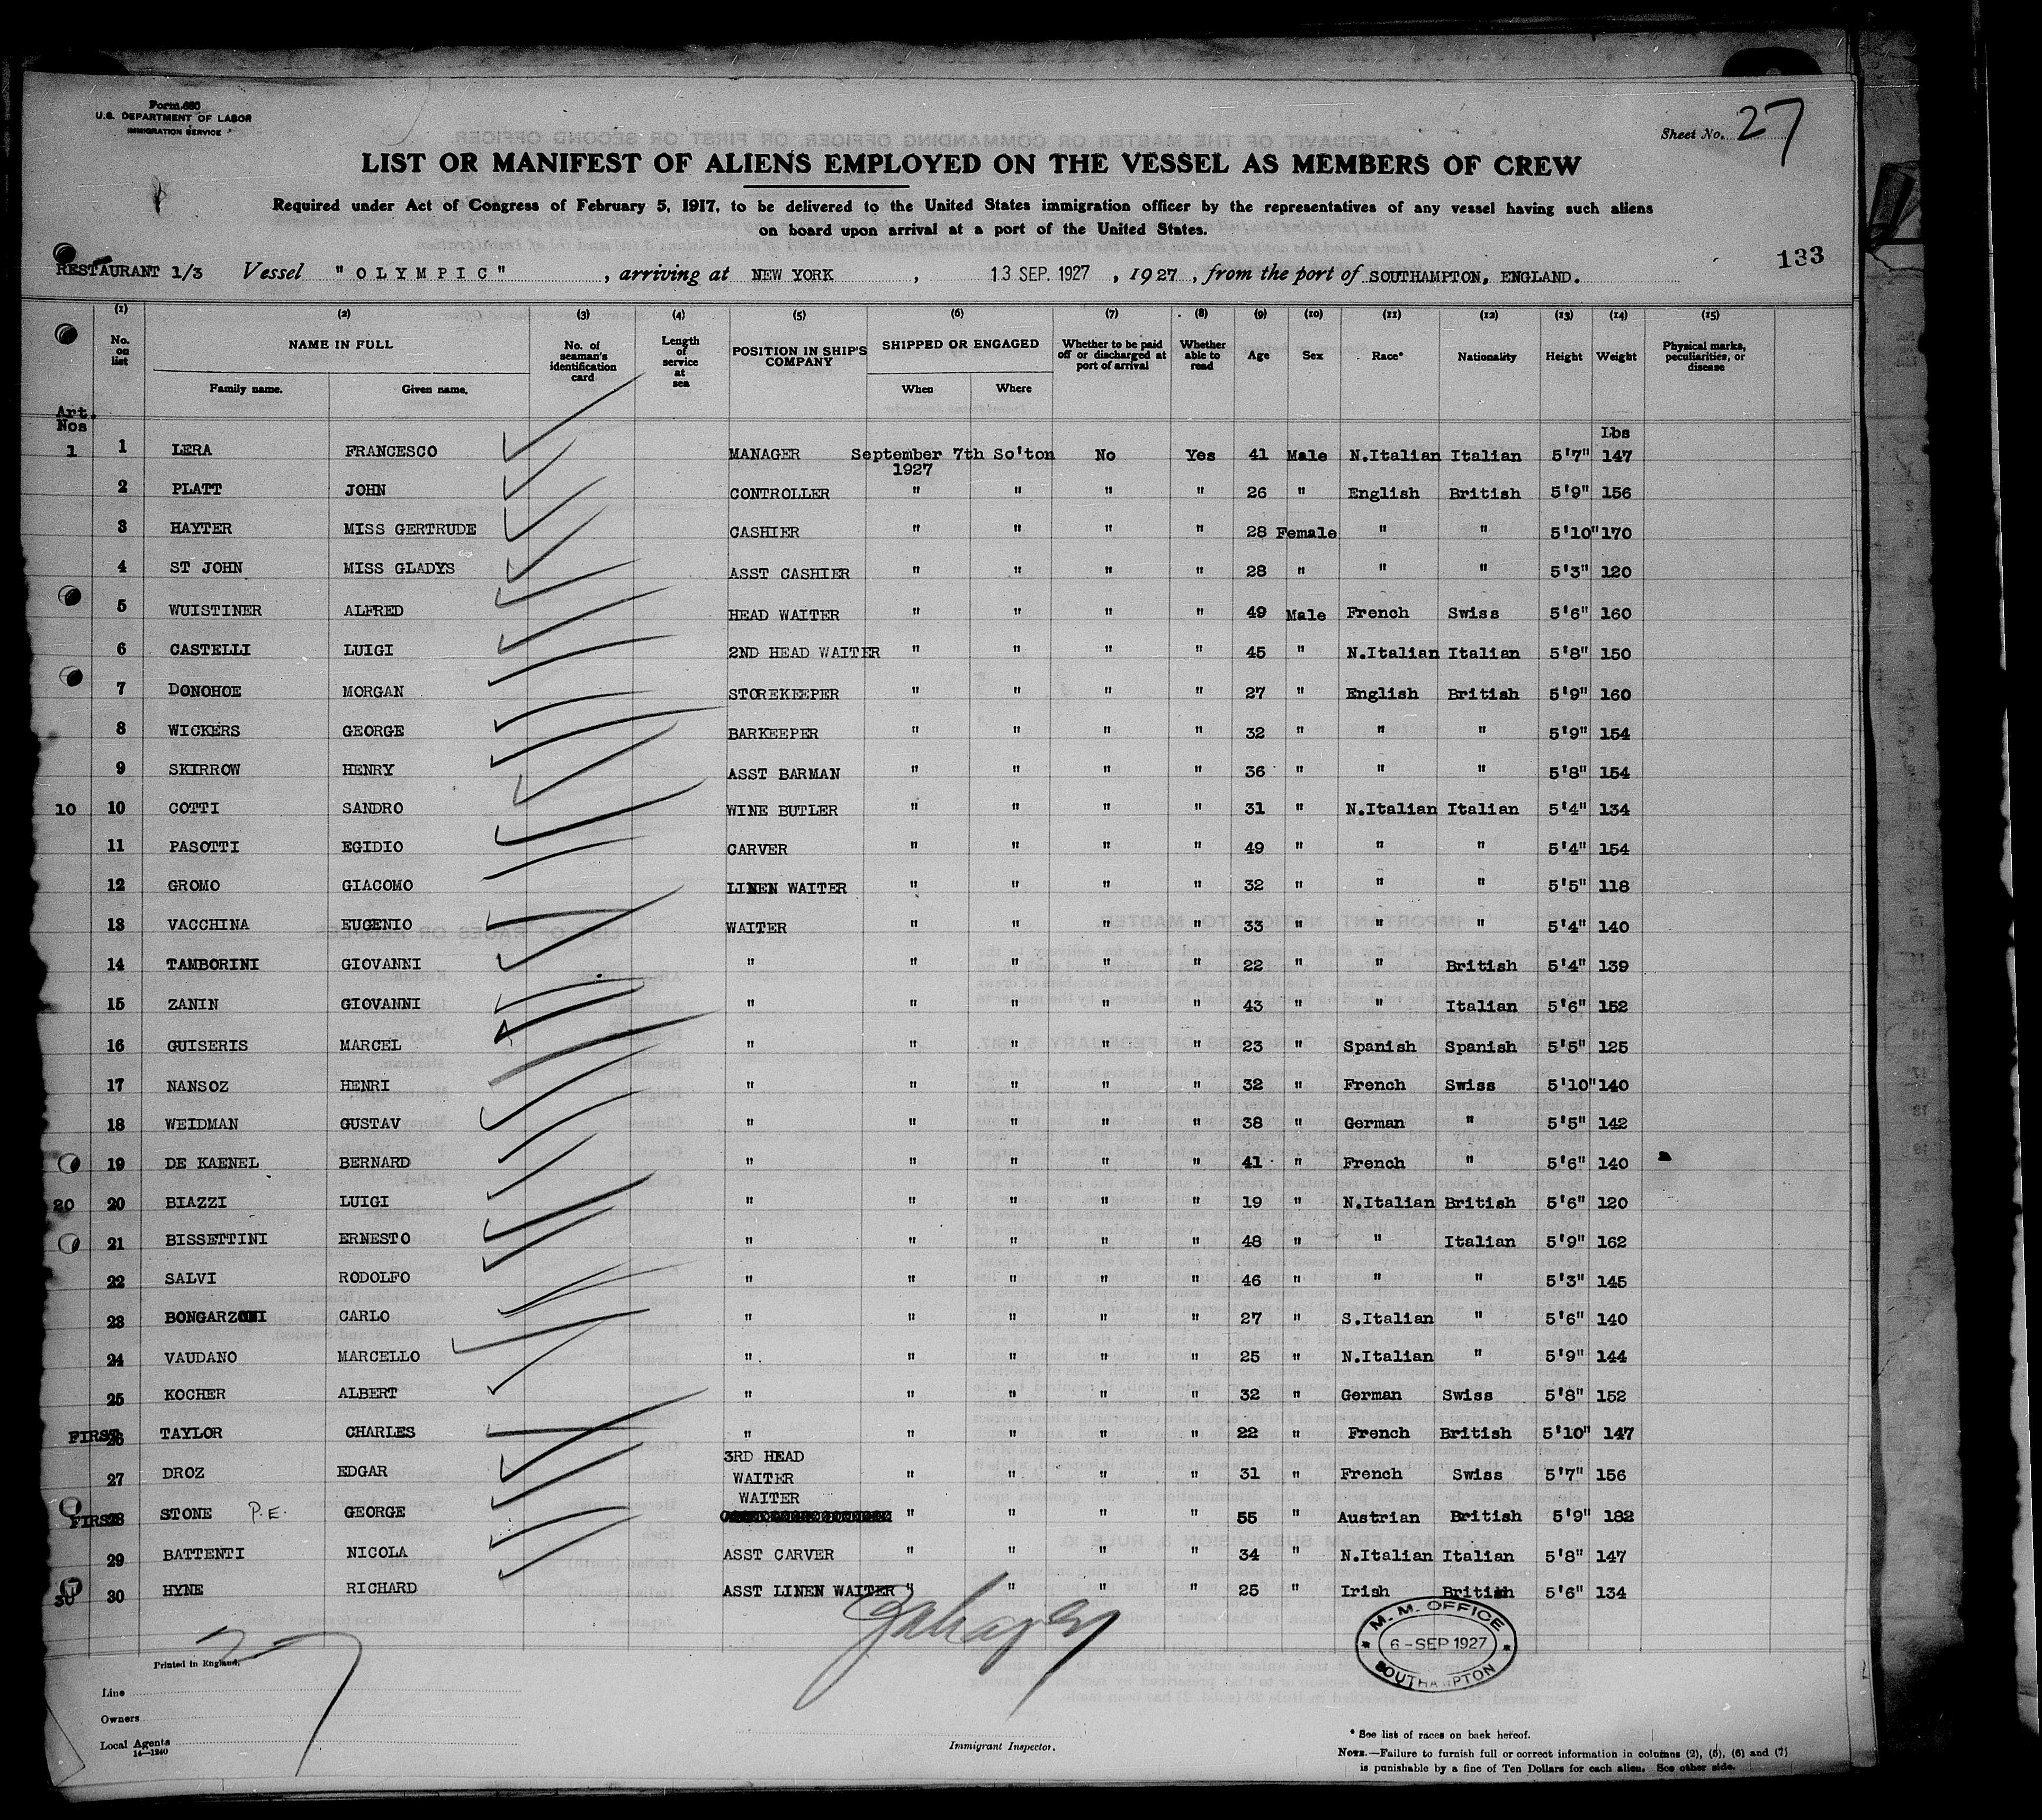 Form 680
U.S. DEPARTMENT OF LABOR
IMMIGRATION SERVICE
Sheet No. 27
LIST OR MANIFEST OF ALIENS EMPLOYED ON THE VESSEL AS MEMBERS OF CREW
Required under Act of Congress of February 5, 1917, to be delivered to the United States immigration officer by the representatives of any vessel having such aliens
on board upon arrival at a port of the United States.
133
RESTAURANT 1/3 Vessel "OLYMPIC", arriving at NEW YORK, 13 SEP. 1927, 1927, from the port of SOUTHAMPTON, ENGLAND.
(1) (2) (3) (4) (5) (6) (7) (8) (9) (10) (11) (12) (13) (14) (15)
No. on list NAME IN FULL Family name. Given name. No. of seaman's identification card Length of service at sea POSITION IN SHIP'S COMPANY SHIPPED OR ENGAGED When Where Whether to be paid off or discharged at port of arrival Whether able to read Age Sex Race* Nationality Height Weight Physical marks, peculiarities, or disease
Art. Nos
Lbs
1 1 LERA FRANCESCO MANAGER September 7th 1927 So'ton No Yes 41 Male N.Italian Italian 5'7" 147
2 PLATT JOHN CONTROLLER " " " " 26 " English British 5'9" 156
3 HAYTER MISS GERTRUDE CASHIER " " " " 28 Female " " 5'10" 170
4 ST JOHN MISS GLADYS ASST CASHIER " " " " 28 " " " 5'3" 120
5 WUISTINER ALFRED HEAD WAITER " " " " 49 Male French Swiss 5'6" 160
6 CASTELLI LUIGI 2ND HEAD WAITER " " " " 45 " N.Italian Italian 5'8" 150
7 DONOHOE MORGAN STOREKEEPER " " " " 27 " English British 5'9" 160
8 WICKERS GEORGE BARKEEPER " " " " 32 " " " 5'9" 154
9 SKIRROW HENRY ASST BARMAN " " " " 36 " " " 5'8" 154
10 10 COTTI SANDRO WINE BUTLER " " " " 31 " N.Italian Italian 5'4" 134
11 PASOTTI EGIDIO CARVER " " " " 49 " " " 5'4" 154
12 GROMO GIACOMO LINEN WAITER " " " " 32 " " " 5'5" 118
13 VACCHINA EUGENIO WAITER " " " " 33 " " " 5'4" 140
14 TAMBORINI GIOVANNI " " " " " 22 " " British 5'4" 139
15 ZANIN GIOVANNI " " " " " 43 " " Italian 5'6" 152
16 GUISERIS MARCEL " " " " " 23 " Spanish Spanish 5'5" 125
17 NANSOZ HENRI " " " " " 32 " French Swiss 5'10" 140
18 WEIDMAN GUSTAV " " " " " 38 " German " 5'5" 142
19 DE KAENEL BERNARD " " " " " 41 " French " 5'6" 140
20 20 BIAZZI LUIGI " " " " " 19 " N.Italian British 5'6" 120
21 BISSETTINI ERNESTO " " " " " 48 " " Italian 5'9" 162
22 SALVI RODOLFO " " " " " 46 " " " 5'3" 145
23 BONGARZONI CARLO " " " " " 27 " S.Italian " 5'6" 140
24 VAUDANO MARCELLO " " " " " 25 " N.Italian " 5'9" 144
25 KOCHER ALBERT " " " " " 32 " German Swiss 5'8" 152
FIRST 26 TAYLOR CHARLES " " " " " 22 " French British 5'10" 147
27 DROZ EDGAR 3RD HEAD WAITER " " " " 31 " French Swiss 5'7" 156
FIRST 28 STONE P.E. GEORGE WAITER " " " " 55 " Austrian British 5'9" 182
29 BATTENTI NICOLA ASST CARVER " " " " 34 " N.Italian Italian 5'8" 147
30 30 HYNE RICHARD ASST LINEN WAITER " " " " 25 " Irish British 5'6" 134
M. M. OFFICE
6-SEP 1927
SOUTHAMPTON
27
Printed in England.
Line
Owners
Local Agents
14—1240
Immigrant Inspector.
* See list of races on back hereof.
NOTE.—Failure to furnish full or correct information in columns (2), (5), (6) and (7)
is punishable by a fine of Ten Dollars for each alien. See other side.